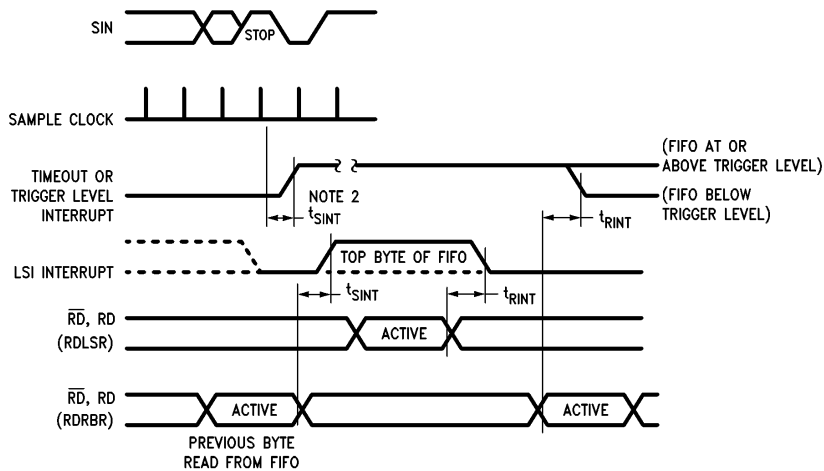 SIN
STOP
SAMPLE CLOCK
TIMEOUT OR
TRIGGER LEVEL
INTERRUPT
NOTE 2
tSINT
(FIFO AT OR
ABOVE TRIGGER LEVEL)
(FIFO BELOW
TRIGGER LEVEL)
tRINT
LSI INTERRUPT
TOP BYTE OF FIFO
tSINT
tRINT
R̅D̅, RD
(RDLSR)
ACTIVE
R̅D̅, RD
(RDRBR)
ACTIVE
ACTIVE
PREVIOUS BYTE
READ FROM FIFO